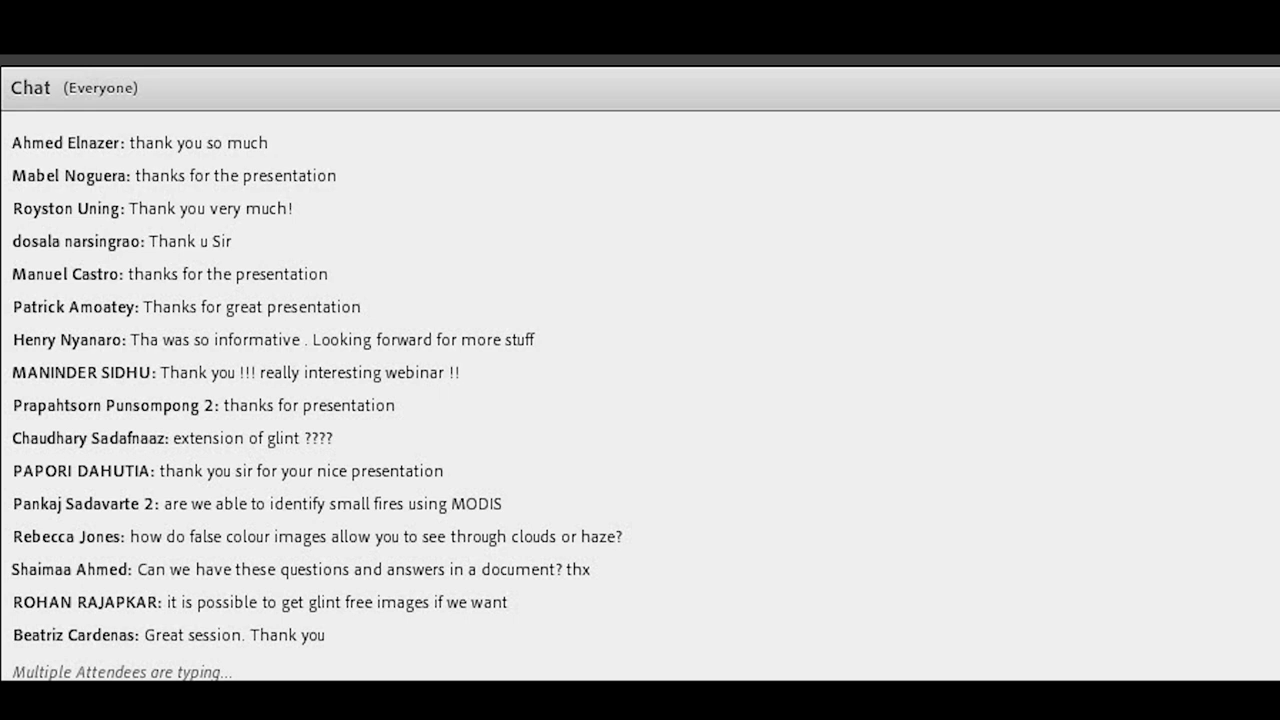 Chat (Everyone)
Ahmed Elnazer: thank you so much
Mabel Noguera: thanks for the presentation
Royston Uning: Thank you very much!
dosala narsingrao: Thank u Sir
Manuel Castro: thanks for the presentation
Patrick Amoatey: Thanks for great presentation
Henry Nyanaro: Tha was so informative . Looking forward for more stuff
MANINDER SIDHU: Thank you !!! really interesting webinar !!
Prapahtsorn Punsompong 2: thanks for presentation
Chaudhary Sadafnaaz: extension of glint ????
PAPORI DAHUTIA: thank you sir for your nice presentation
Pankaj Sadavarte 2: are we able to identify small fires using MODIS
Rebecca Jones: how do false colour images allow you to see through clouds or haze?
Shaimaa Ahmed: Can we have these questions and answers in a document? thx
ROHAN RAJAPKAR: it is possible to get glint free images if we want
Beatriz Cardenas: Great session. Thank you
Multiple Attendees are typing...